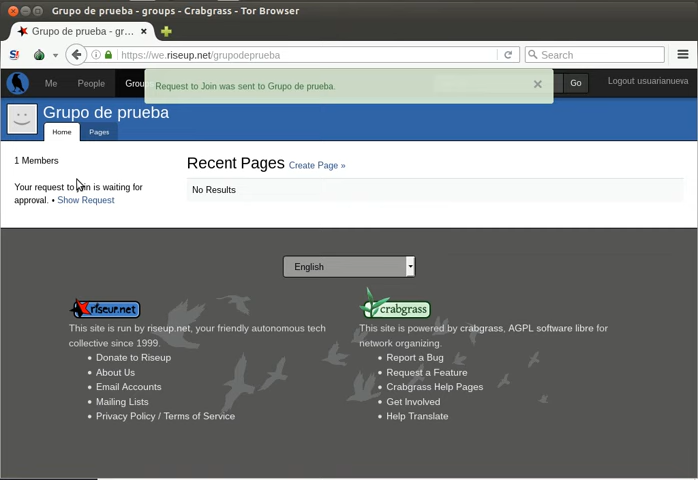 Grupo de prueba - groups - Crabgrass - Tor Browser
Grupo de prueba - gr…
https://we.riseup.net/grupodeprueba
Search
Me People Grou
Request to Join was sent to Grupo de prueba.
Go
Logout usuarianueva
Grupo de prueba
Home Pages
1 Members
Your request to join is waiting for
approval. • Show Request
Recent Pages Create Page »
No Results
English
riseup.net
This site is run by riseup.net, your friendly autonomous tech
collective since 1999.
Donate to Riseup
About Us
Email Accounts
Mailing Lists
Privacy Policy / Terms of Service
crabgrass
This site is powered by crabgrass, AGPL software libre for
network organizing.
Report a Bug
Request a Feature
Crabgrass Help Pages
Get Involved
Help Translate